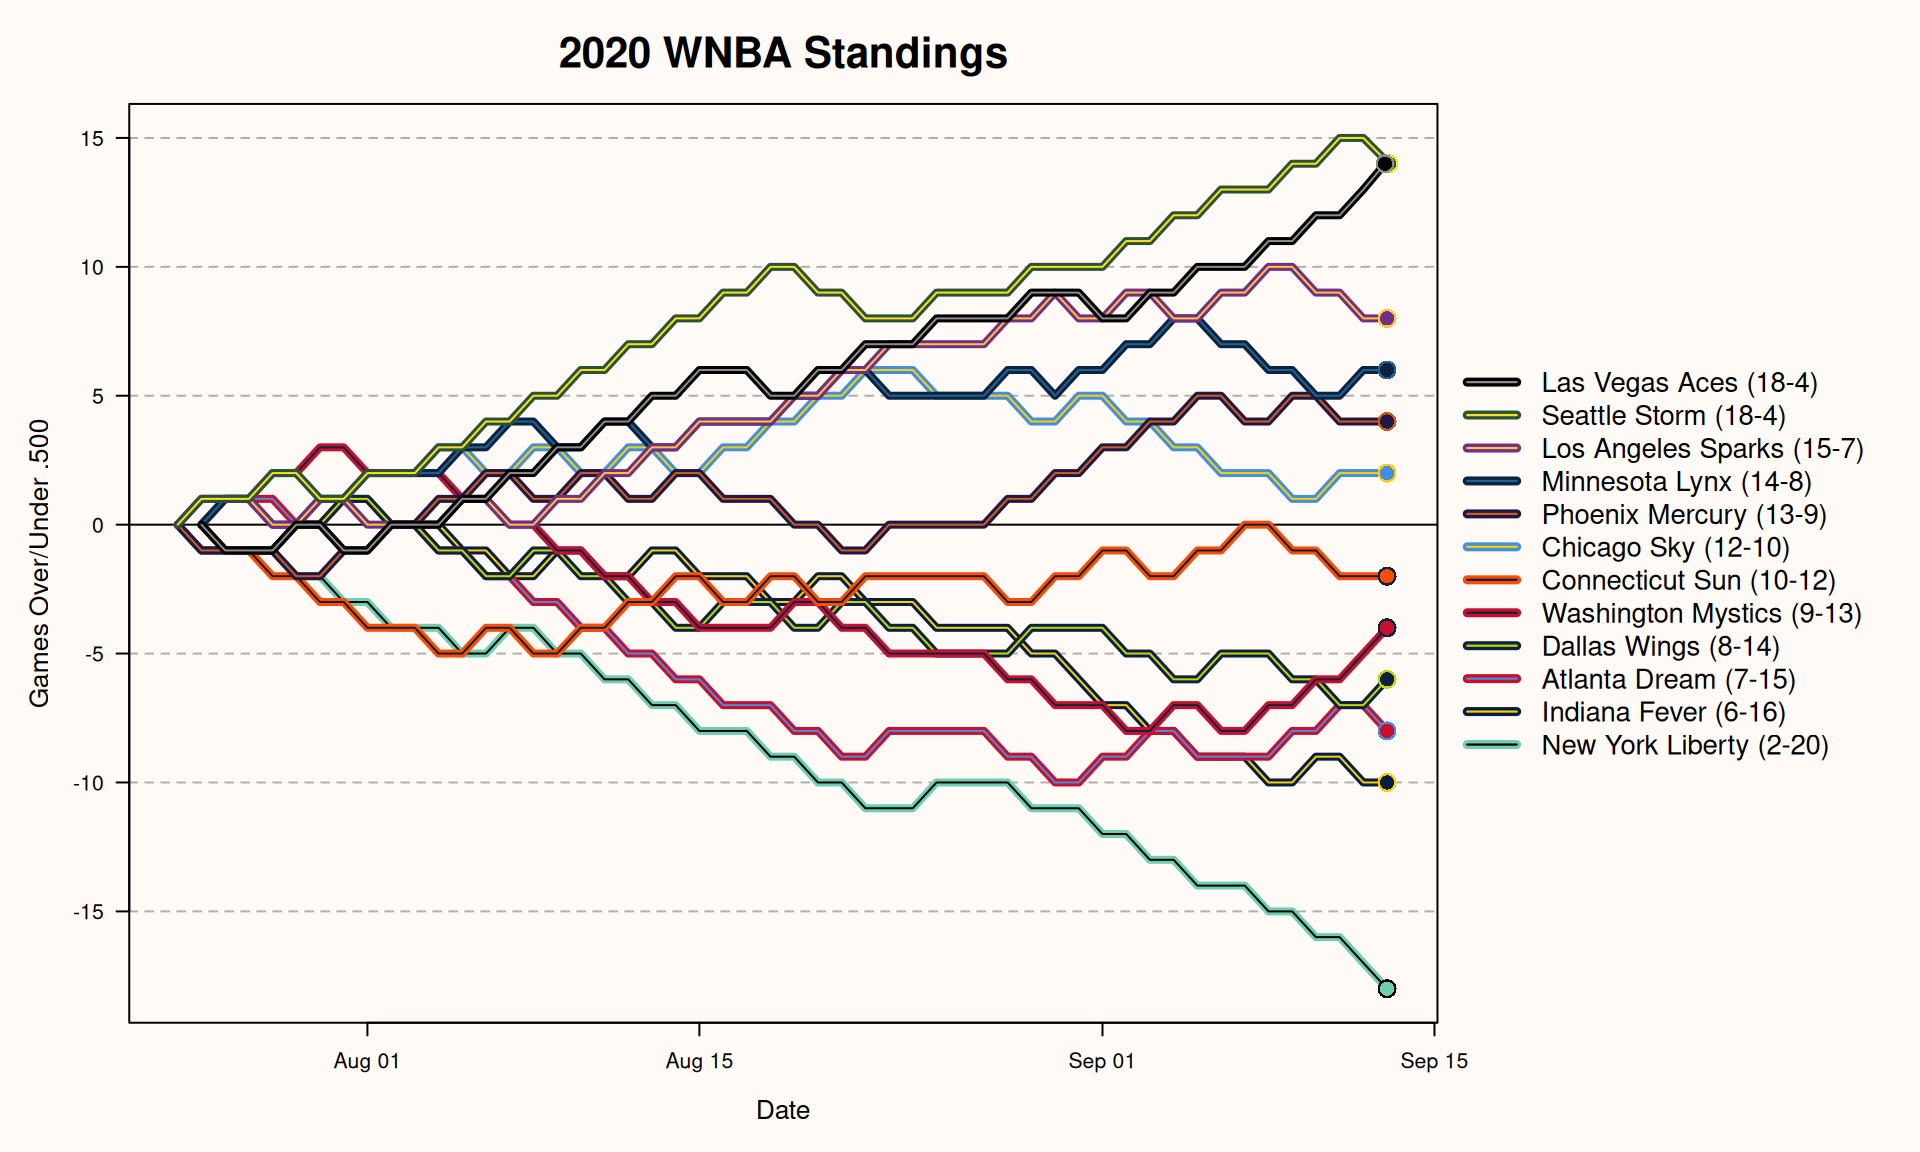 2020 WNBA Standings
Games Over/Under .500
15
10
5
0
-5
-10
-15
Aug 01
Aug 15
Sep 01
Sep 15
Date
Las Vegas Aces (18-4)
Seattle Storm (18-4)
Los Angeles Sparks (15-7)
Minnesota Lynx (14-8)
Phoenix Mercury (13-9)
Chicago Sky (12-10)
Connecticut Sun (10-12)
Washington Mystics (9-13)
Dallas Wings (8-14)
Atlanta Dream (7-15)
Indiana Fever (6-16)
New York Liberty (2-20)